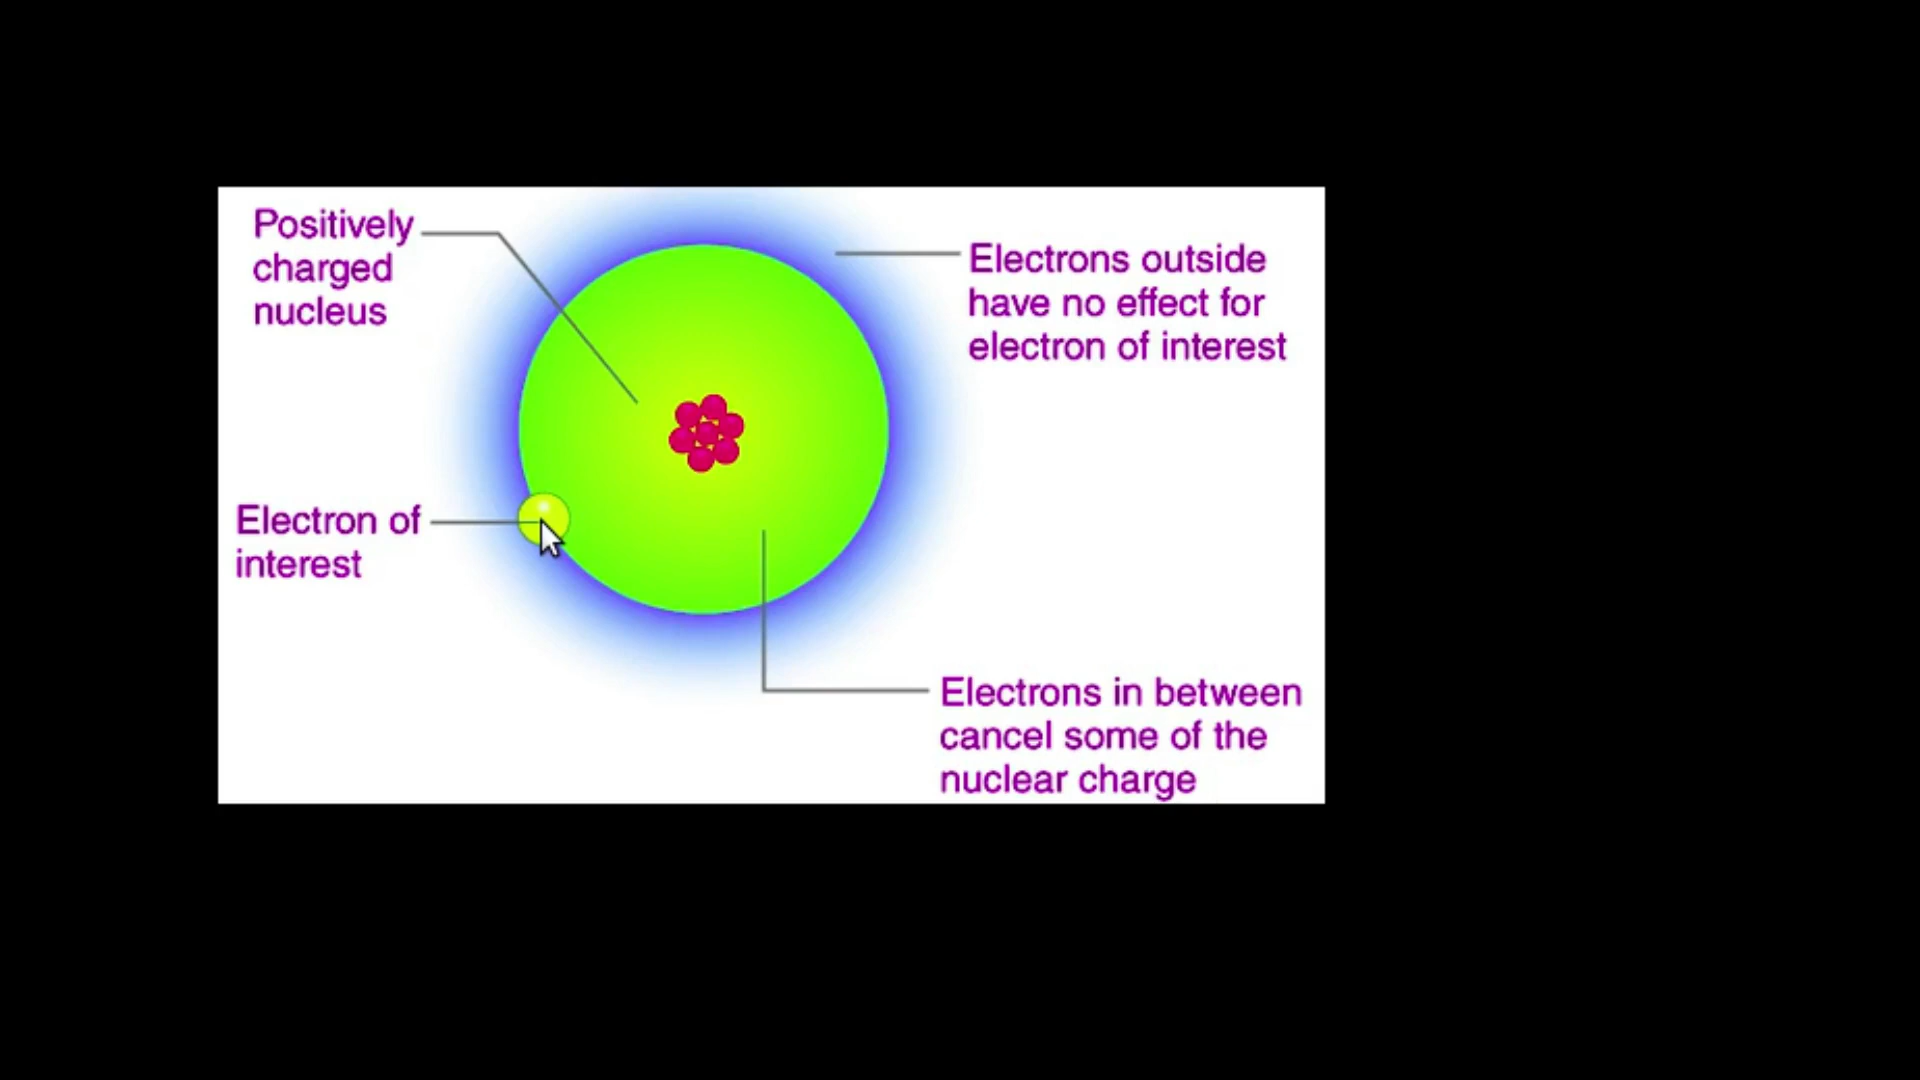 Positively
charged
nucleus
Electrons outside
have no effect for
electron of interest
Electron of
interest
Electrons in between
cancel some of the
nuclear charge